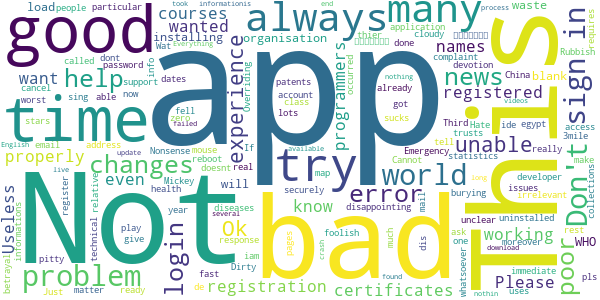 load people particular took informationis end process
good courses always many application cloudy waste
installing wanted thier
Wat organisation names done complaint blank
want called dont password info programmers devotion
help support now dates experience news China Rubbish
cancel worst sing able Overriding patents already registered sign in requires
time app This
stars fell zero account class got Hate ide egypt access
lots sucks Third trusts 3mile
English email address occurred unable really videos
properly Nonsense mouse If try world Emergency tell everything
failed reboot doesnt map Cannot statistics make
changes real nothing developer collections
live update relative even Mickey will available error issues
Useless register technical health securely long burying irrelevant Don't
Not year diseases know mail disappointing unclear uninstalled
login several Ok bad ask working rest
betrayal informations play give response pages crash much dis one moreover WHO
problem pitty iam foolish poor
fast Dirty registration certificates Please immediate pls
Just matter ready de found whatsoever nothin uses download